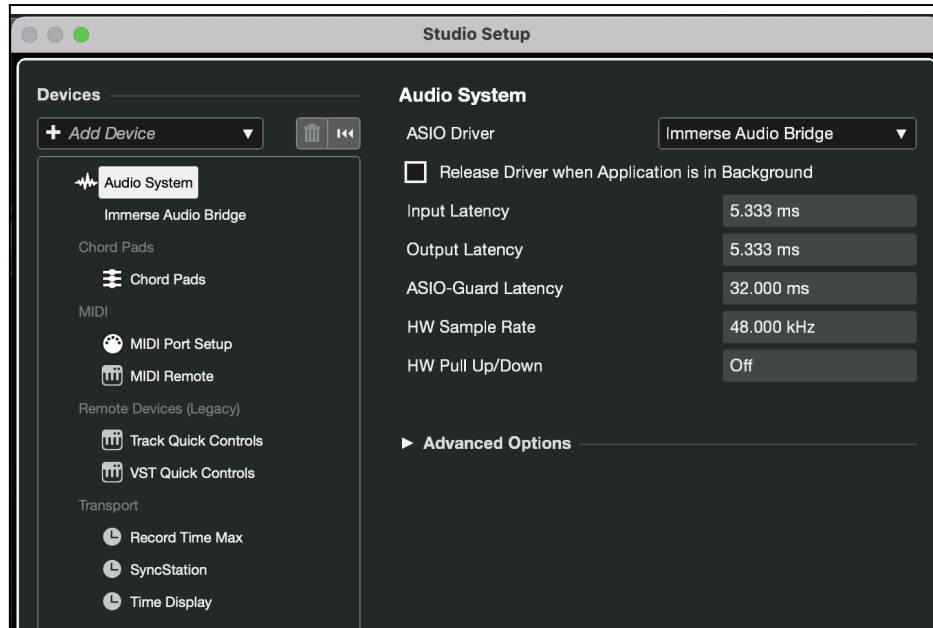 Studio Setup
Devices
+ Add Device
Audio System
Immerse Audio Bridge
Chord Pads
Chord Pads
MIDI
MIDI Port Setup
MIDI Remote
Remote Devices (Legacy)
Track Quick Controls
VST Quick Controls
Transport
Record Time Max
SyncStation
Time Display
Audio System
ASIO Driver Immerse Audio Bridge
Release Driver when Application is in Background
Input Latency 5.333 ms
Output Latency 5.333 ms
ASIO-Guard Latency 32.000 ms
HW Sample Rate 48.000 kHz
HW Pull Up/Down Off
Advanced Options